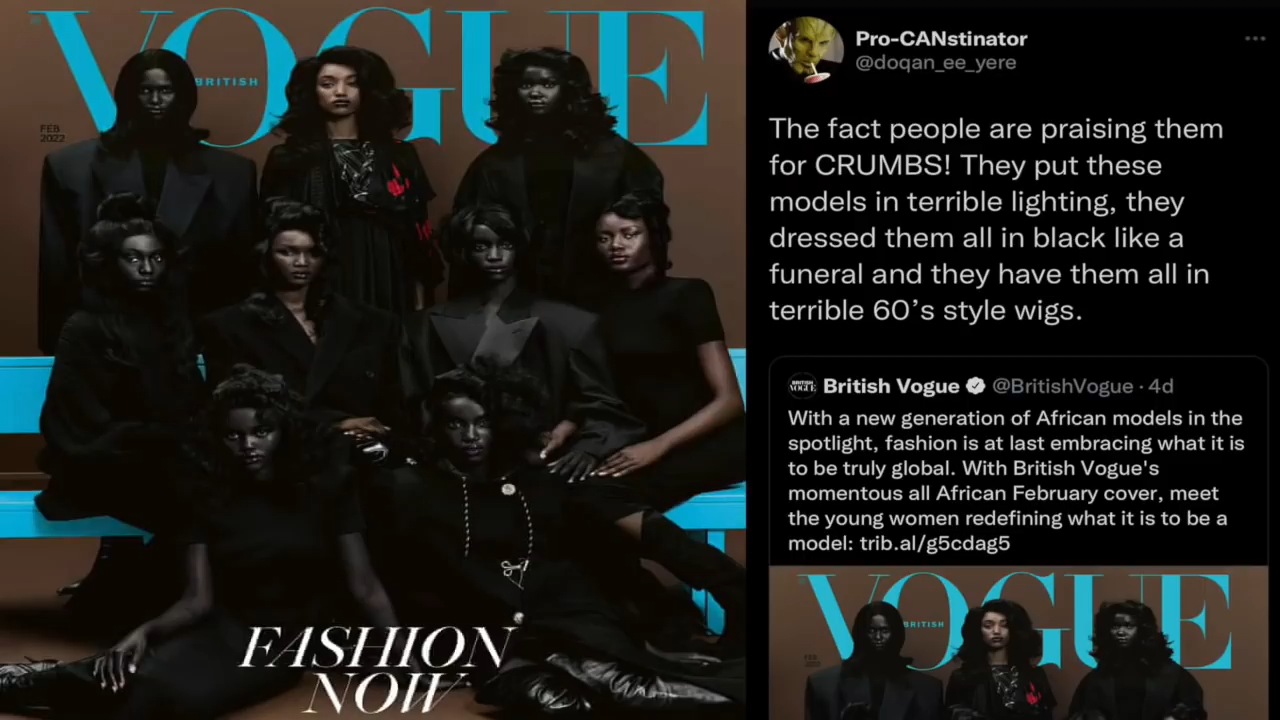 VOGUE
BRITISH
FEB
2022
FASHION
NOW
Pro-CANstinator
@doqan_ee_yere
The fact people are praising them
for CRUMBS! They put these
models in terrible lighting, they
dressed them all in black like a
funeral and they have them all in
terrible 60's style wigs.
BRITISH
VOGUE
British Vogue @BritishVogue · 4d
With a new generation of African models in the
spotlight, fashion is at last embracing what it is
to be truly global. With British Vogue's
momentous all African February cover, meet
the young women redefining what it is to be a
model: trib.al/g5cdag5
VOGUE
BRITISH
FEB
2022